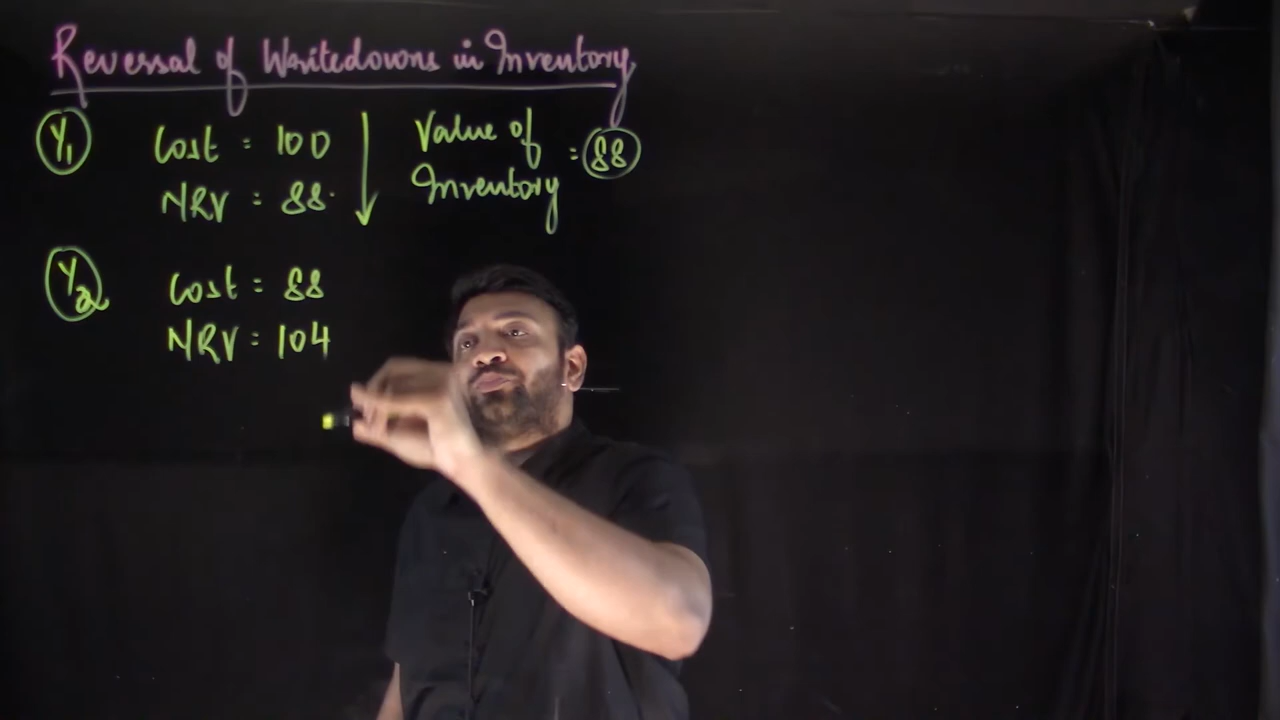 Reversal of Writedowns in Inventory
Y1 Cost = 100 Value of
NRV = 88 Inventory = 88
Y2 Cost = 88
NRV = 104